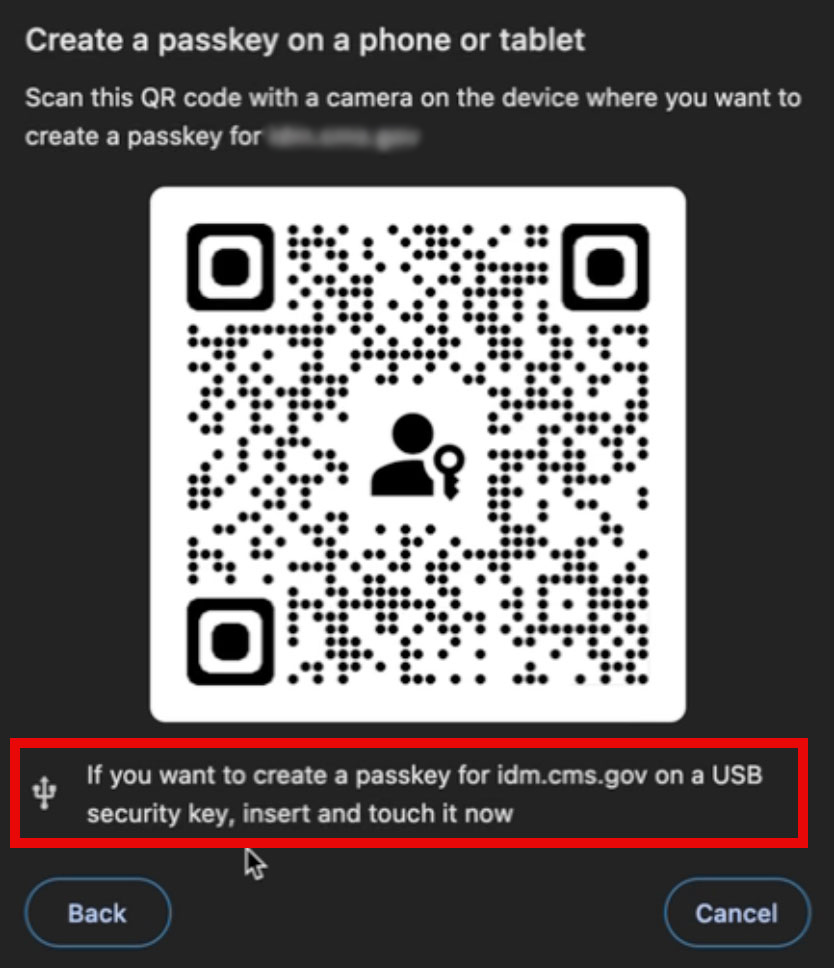 Create a passkey on a phone or tablet
Scan this QR code with a camera on the device where you want to
create a passkey for
If you want to create a passkey for idm.cms.gov on a USB
security key, insert and touch it now
Back
Cancel